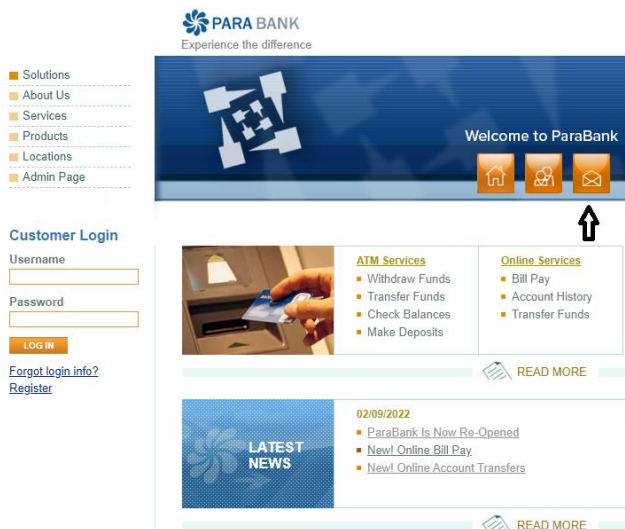 PARA BANK
Experience the difference
Solutions
About Us
Services
Products
Locations
Admin Page
Welcome to ParaBank
Customer Login
Username
Password
LOG IN
Forgot login info?
Register
ATM Services
Withdraw Funds
Transfer Funds
Check Balances
Make Deposits
Online Services
Bill Pay
Account History
Transfer Funds
READ MORE
LATEST
NEWS
02/09/2022
ParaBank Is Now Re-Opened
New! Online Bill Pay
New! Online Account Transfers
READ MORE